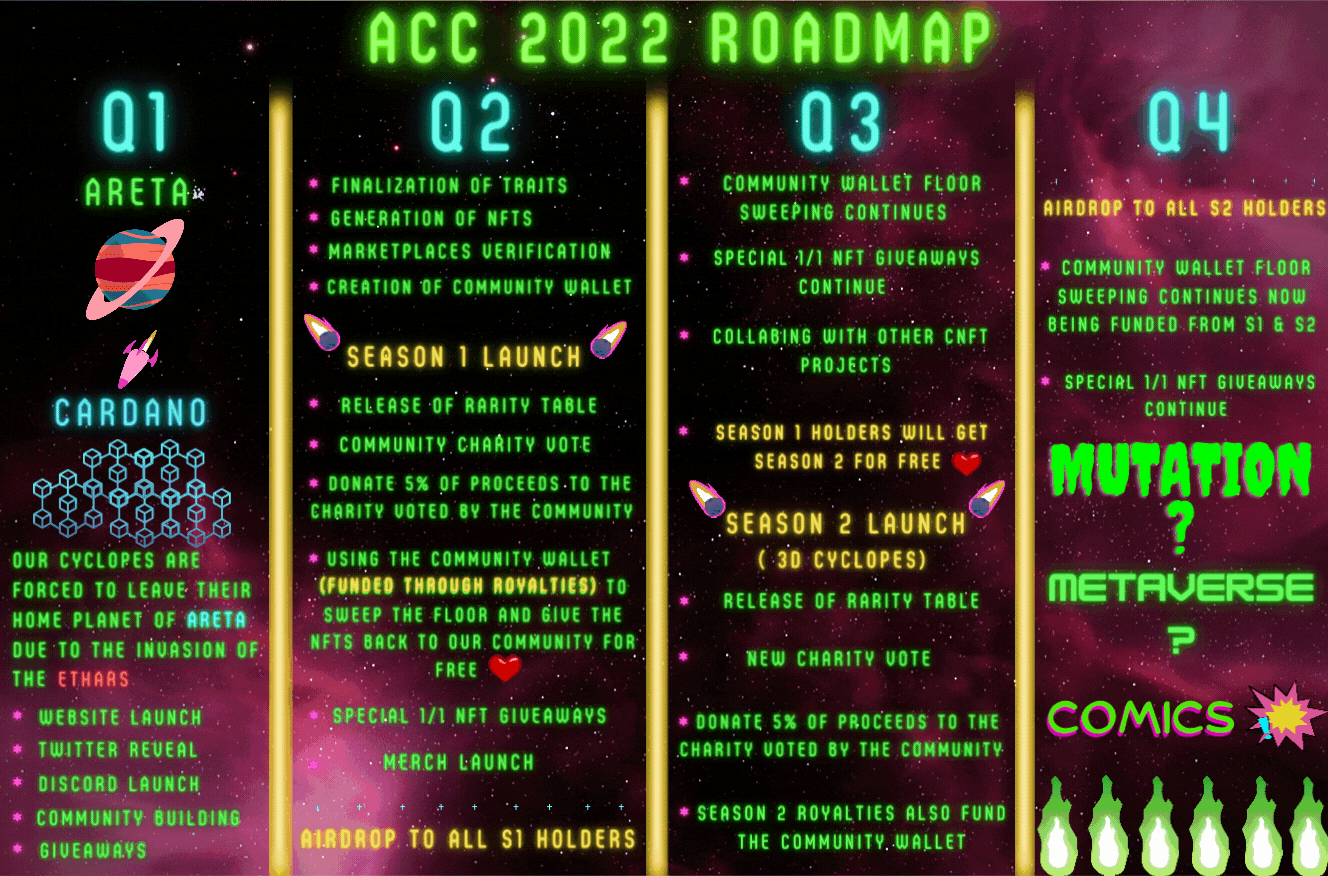 ACC 2022 ROADMAP
Q1
ARETA
CARDANO
OUR CYCLOPES ARE
FORCED TO LEAVE THEIR
HOME PLANET OF ARETA
DUE TO THE INVASION OF
THE ETHARS
* WEBSITE LAUNCH
* TWITTER REVEAL
* DISCORD LAUNCH
* COMMUNITY BUILDING
* GIVEAWAYS
Q2
* FINALIZATION OF TRAITS
* GENERATION OF NFTS
* MARKETPLACES VERIFICATION
* CREATION OF COMMUNITY WALLET
SEASON 1 LAUNCH
* RELEASE OF RARITY TABLE
* COMMUNITY CHARITY VOTE
* DONATE 5% OF PROCEEDS TO THE
CHARITY VOTED BY THE COMMUNITY
* USING THE COMMUNITY WALLET
(FUNDED THROUGH ROYALTIES) TO
SWEEP THE FLOOR AND GIVE THE
NFTS BACK TO OUR COMMUNITY FOR
FREE
* SPECIAL 1/1 NFT GIVEAWAYS
* MERCH LAUNCH
AIRDROP TO ALL S1 HOLDERS
Q3
* COMMUNITY WALLET FLOOR
SWEEPING CONTINUES
* SPECIAL 1/1 NFT GIVEAWAYS
CONTINUE
* COLLABING WITH OTHER CNFT
PROJECTS
* SEASON 1 HOLDERS WILL GET
SEASON 2 FOR FREE
SEASON 2 LAUNCH
( 3D CYCLOPES)
* RELEASE OF RARITY TABLE
* NEW CHARITY VOTE
* DONATE 5% OF PROCEEDS TO THE
CHARITY VOTED BY THE COMMUNITY
* SEASON 2 ROYALTIES ALSO FUND
THE COMMUNITY WALLET
Q4
AIRDROP TO ALL S2 HOLDERS
* COMMUNITY WALLET FLOOR
SWEEPING CONTINUES NOW
BEING FUNDED FROM S1 & S2
* SPECIAL 1/1 NFT GIVEAWAYS
CONTINUE
MUTATION
?
METAVERSE
?
COMICS